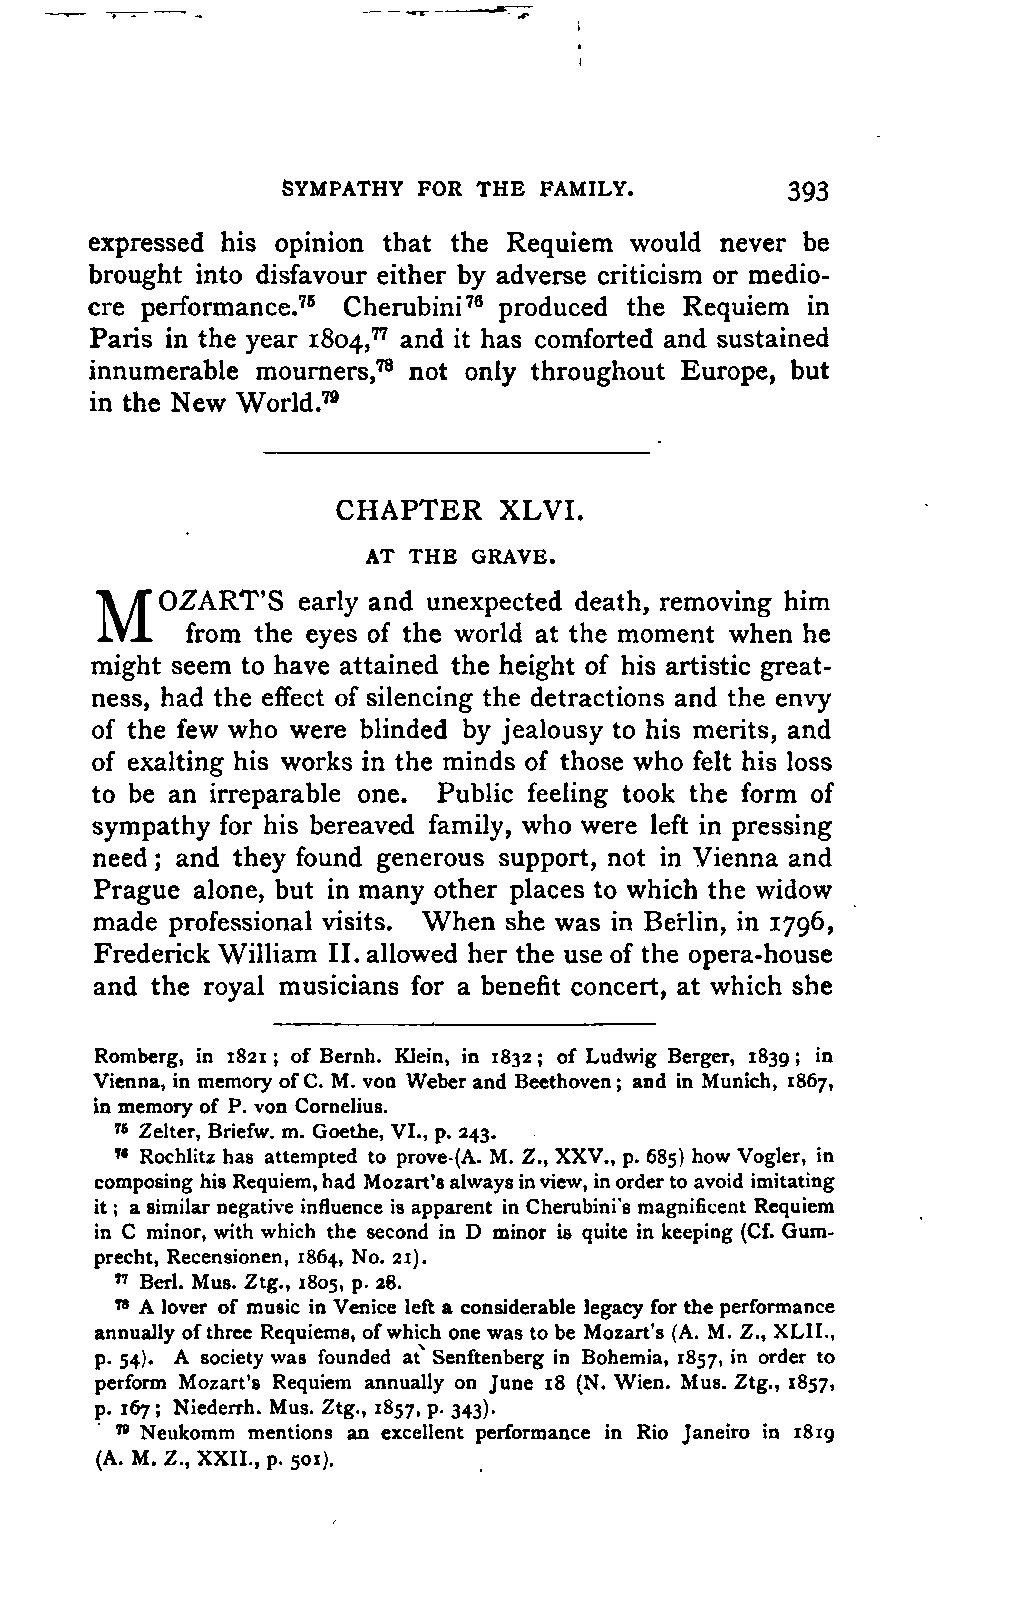 SYMPATHY FOR THE FAMILY. 393
expressed his opinion that the Requiem would never be
brought into disfavour either by adverse criticism or medio-
cre performance.⁷⁵ Cherubini⁷⁶ produced the Requiem in
Paris in the year 1804,⁷⁷ and it has comforted and sustained
innumerable mourners,⁷⁸ not only throughout Europe, but
in the New World.⁷⁹
CHAPTER XLVI.
AT THE GRAVE.
MOZART'S early and unexpected death, removing him
from the eyes of the world at the moment when he
might seem to have attained the height of his artistic great-
ness, had the effect of silencing the detractions and the envy
of the few who were blinded by jealousy to his merits, and
of exalting his works in the minds of those who felt his loss
to be an irreparable one. Public feeling took the form of
sympathy for his bereaved family, who were left in pressing
need; and they found generous support, not in Vienna and
Prague alone, but in many other places to which the widow
made professional visits. When she was in Berlin, in 1796,
Frederick William II. allowed her the use of the opera-house
and the royal musicians for a benefit concert, at which she
Romberg, in 1821; of Bernh. Klein, in 1832; of Ludwig Berger, 1839; in
Vienna, in memory of C. M. von Weber and Beethoven; and in Munich, 1867,
in memory of P. von Cornelius.
⁷⁵ Zelter, Briefw. m. Goethe, VI., p. 243.
⁷⁶ Rochlitz has attempted to prove (A. M. Z., XXV., p. 685) how Vogler, in
composing his Requiem, had Mozart's always in view, in order to avoid imitating
it; a similar negative influence is apparent in Cherubini's magnificent Requiem
in C minor, with which the second in D minor is quite in keeping (Cf. Gum-
precht, Recensionen, 1864, No. 21).
⁷⁷ Berl. Mus. Ztg., 1805, p. 28.
⁷⁸ A lover of music in Venice left a considerable legacy for the performance
annually of three Requiems, of which one was to be Mozart's (A. M. Z., XLII.,
p. 54). A society was founded at Senftenberg in Bohemia, 1857, in order to
perform Mozart's Requiem annually on June 18 (N. Wien. Mus. Ztg., 1857,
p. 167; Niederrh. Mus. Ztg., 1857, p. 343).
⁷⁹ Neukomm mentions an excellent performance in Rio Janeiro in 1819
(A. M. Z., XXII., p. 501).